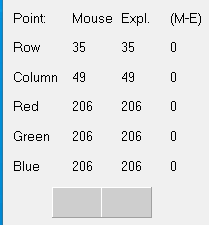 Point: Mouse Expl. (M-E)
Row 35 35 0
Column 49 49 0
Red 206 206 0
Green 206 206 0
Blue 206 206 0